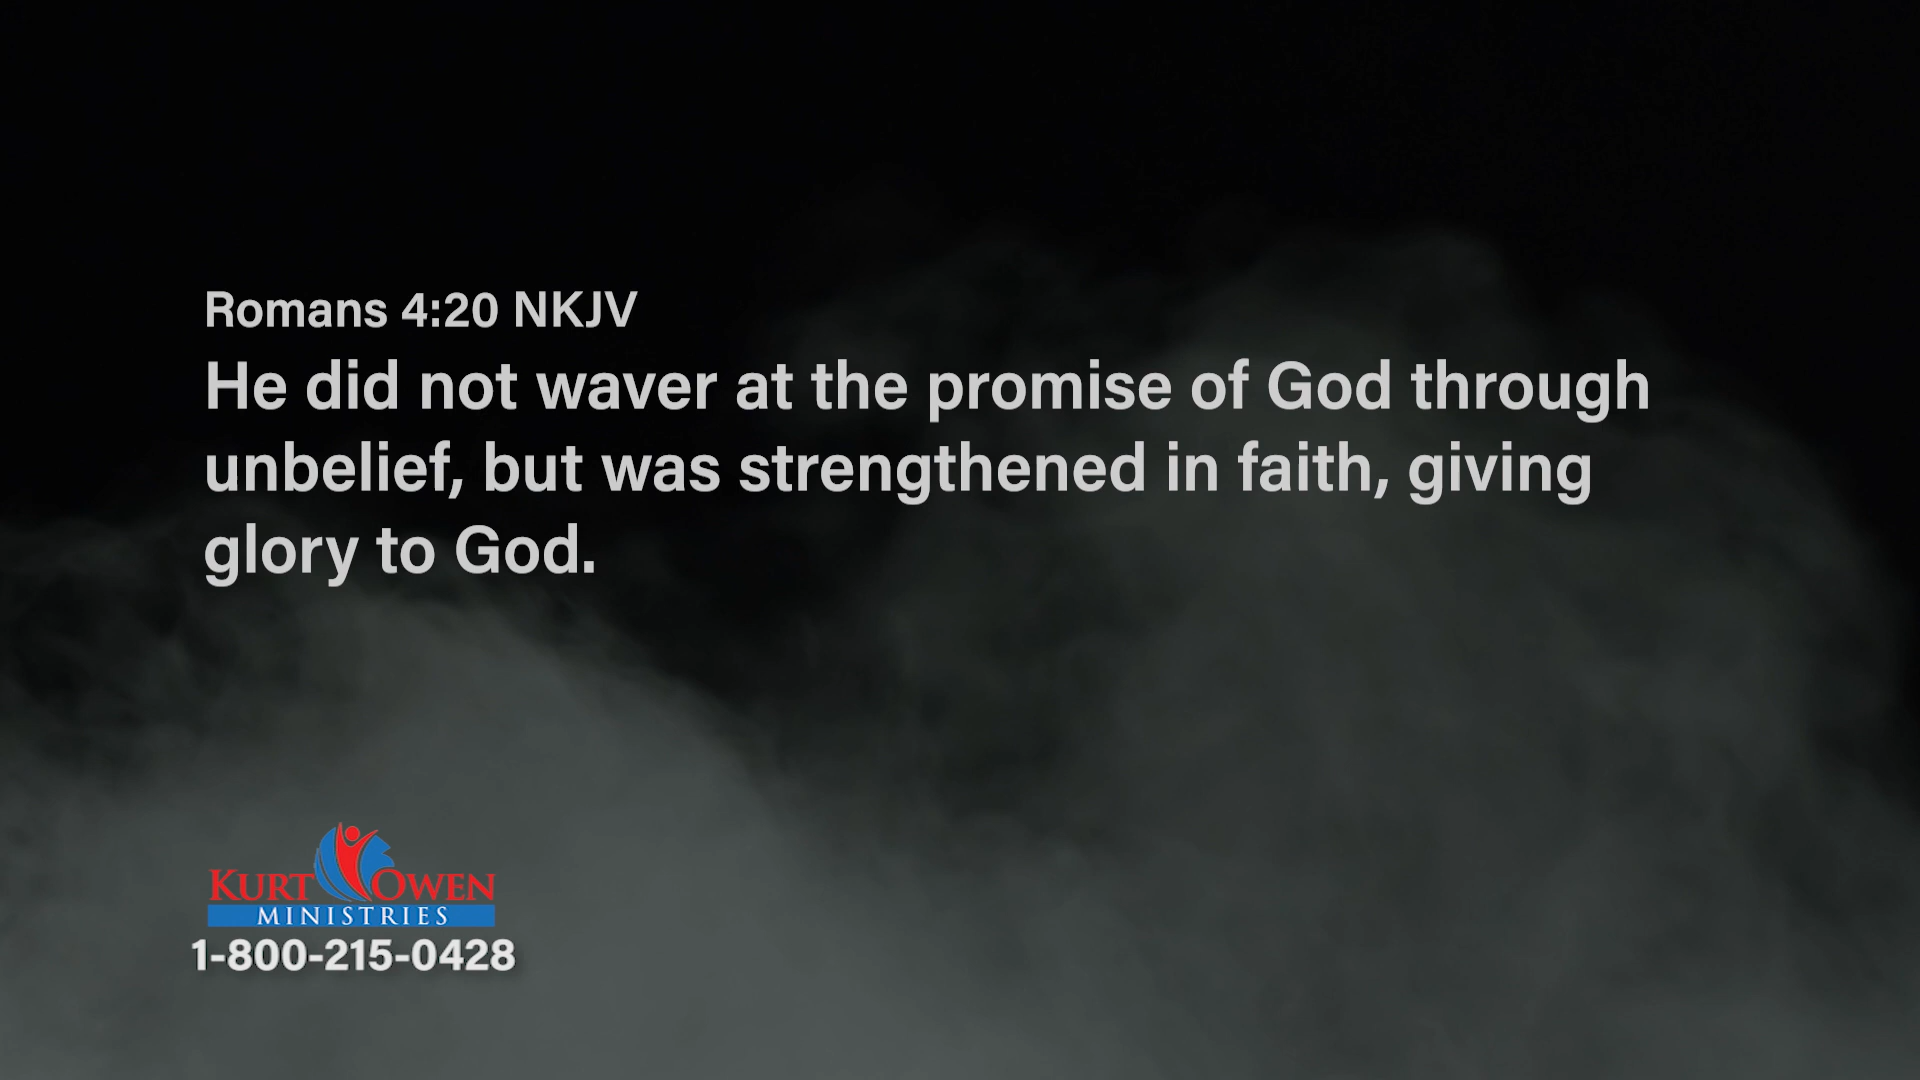 Romans 4:20 NKJV
He did not waver at the promise of God through
unbelief, but was strengthened in faith, giving
glory to God.
KURT OWEN
MINISTRIES
1-800-215-0428